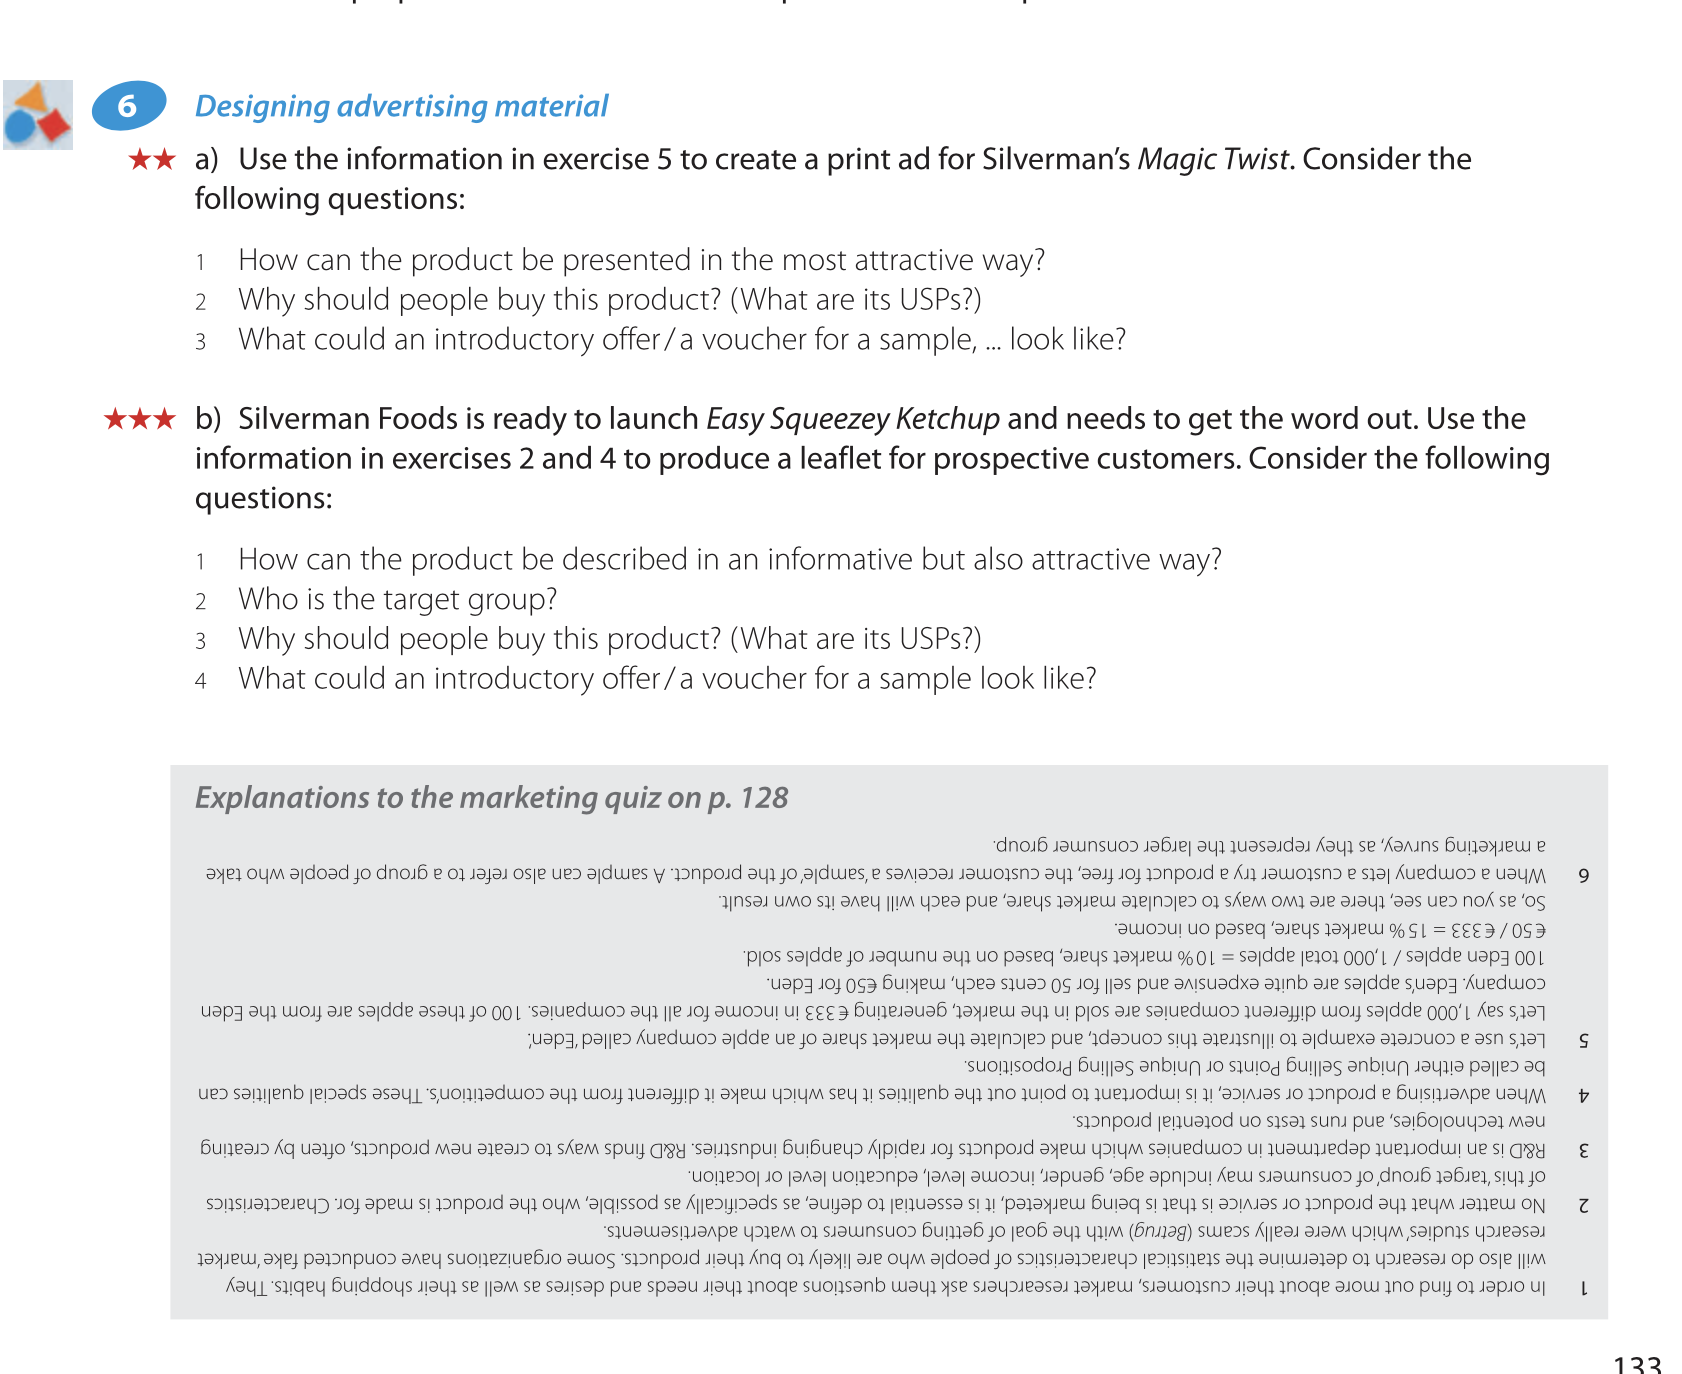 6 Designing advertising material
★★ a) Use the information in exercise 5 to create a print ad for Silverman’s Magic Twist. Consider the
following questions:
1 How can the product be presented in the most attractive way?
2 Why should people buy this product? (What are its USPs?)
3 What could an introductory offer / a voucher for a sample, ... look like?
★★★ b) Silverman Foods is ready to launch Easy Squeezey Ketchup and needs to get the word out. Use the
information in exercises 2 and 4 to produce a leaflet for prospective customers. Consider the following
questions:
1 How can the product be described in an informative but also attractive way?
2 Who is the target group?
3 Why should people buy this product? (What are its USPs?)
4 What could an introductory offer / a voucher for a sample look like?
Explanations to the marketing quiz on p. 128
1 In order to find out more about their customers, market researchers ask them questions about their needs and desires as well as their shopping habits. They
will also do research to determine the statistical characteristics of people who are likely to buy their products. Some organizations have conducted fake ‘market
research studies’ which were really scams (Betrug) with the goal of getting consumers to watch advertisements.
2 No matter what the product or service is that is being marketed, it is essential to define, as specifically as possible, who the product is made for. Characteristics
of this ‘target group’ of consumers may include age, gender, income level, education level or location.
3 R&D is an important department in companies which make products for rapidly changing industries. R&D finds ways to create new products, often by creating
new technologies, and runs tests on potential products.
4 When advertising a product or service, it is important to point out the qualities it has which make it different from the competition’s. These special qualities can
be called either Unique Selling Points or Unique Selling Propositions.
5 Let’s use a concrete example to illustrate this concept, and calculate the market share of an apple company called ‘Eden’.
Let’s say 1,000 apples from different companies are sold in the market, generating € 333 in income for all the companies. 100 of these apples are from the Eden
company. Eden’s apples are quite expensive and sell for 50 cents each, making €50 for Eden.
100 Eden apples / 1,000 total apples = 10 % market share, based on the number of apples sold.
€ 50 / € 333 = 15 % market share, based on income.
So, as you can see, there are two ways to calculate market share, and each will have its own result.
6 When a company lets a customer try a product for free, the customer receives a ‘sample’ of the product. A sample can also refer to a group of people who take
a marketing survey, as they represent the larger consumer group.
133